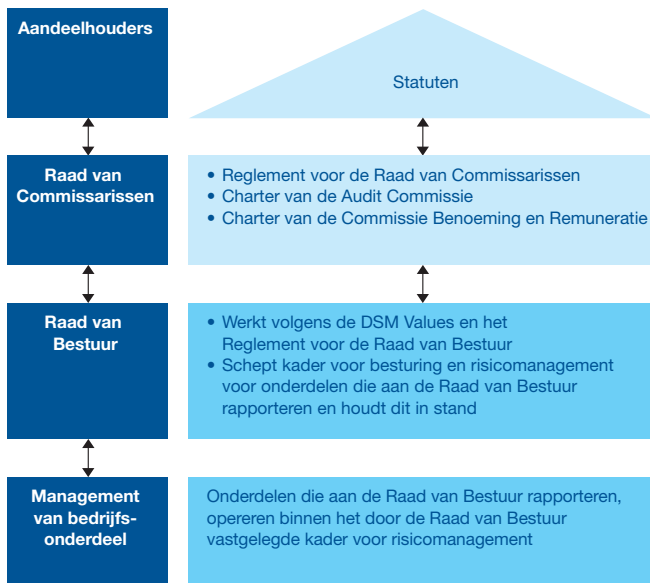 Aandeelhouders
Statuten
Raad van
Commissarissen
• Reglement voor de Raad van Commissarissen
• Charter van de Audit Commissie
• Charter van de Commissie Benoeming en Remuneratie
Raad van
Bestuur
• Werkt volgens de DSM Values en het
Reglement voor de Raad van Bestuur
• Schept kader voor besturing en risicomanagement
voor onderdelen die aan de Raad van Bestuur
rapporteren en houdt dit in stand
Management
van bedrijfs-
onderdeel
Onderdelen die aan de Raad van Bestuur rapporteren,
opereren binnen het door de Raad van Bestuur
vastgelegde kader voor risicomanagement